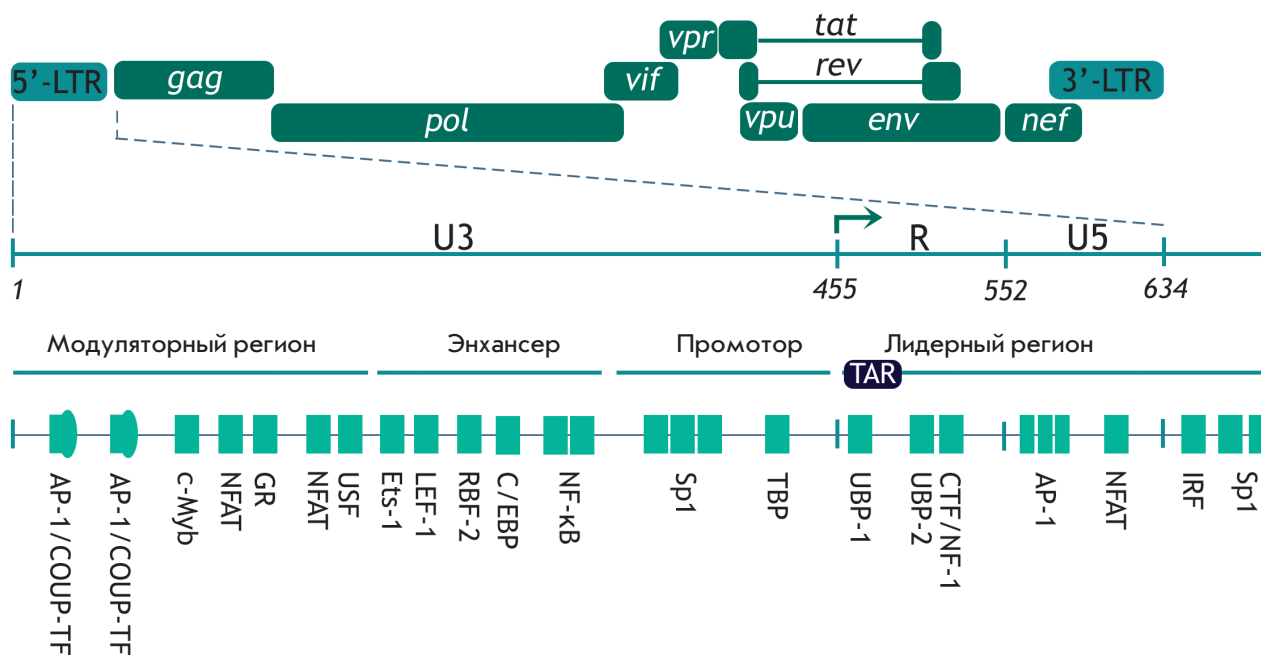 vpr tat
5’-LTR gag vif rev 3’-LTR
pol vpu env nef
U3 R U5
1 455 552 634
Модуляторный регион Энхансер Промотор Лидерный регион
TAR
AP-1/COUP-TF AP-1/COUP-TF c-Myb NFAT GR NFAT USF Ets-1 LEF-1 RBF-2 C/EBP NF-κB Sp1 TBP UBP-1 UBP-2 CTF/NF-1 AP-1 NFAT IRF Sp1